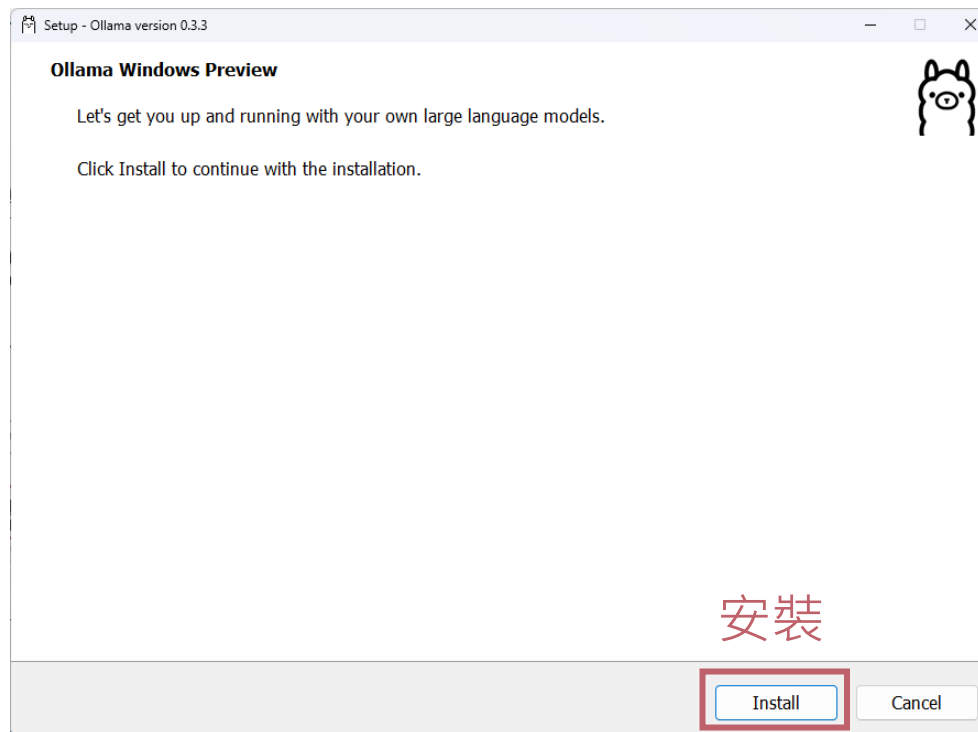 Setup - Ollama version 0.3.3
Ollama Windows Preview
Let's get you up and running with your own large language models.
Click Install to continue with the installation.
安裝
Install
Cancel